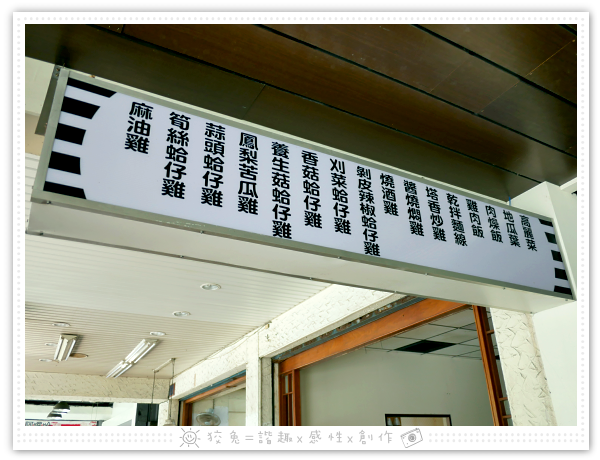 高麗菜
地瓜葉
肉燥飯
雞肉飯
乾拌麵線
塔香炒雞
醬燒燜雞
燒酒雞
剝皮辣椒蛤仔雞
刈菜蛤仔雞
香菇蛤仔雞
養生菇蛤仔雞
鳳梨苦瓜雞
蒜頭蛤仔雞
筍絲蛤仔雞
麻油雞
狡兔=諧趣x感性x創作